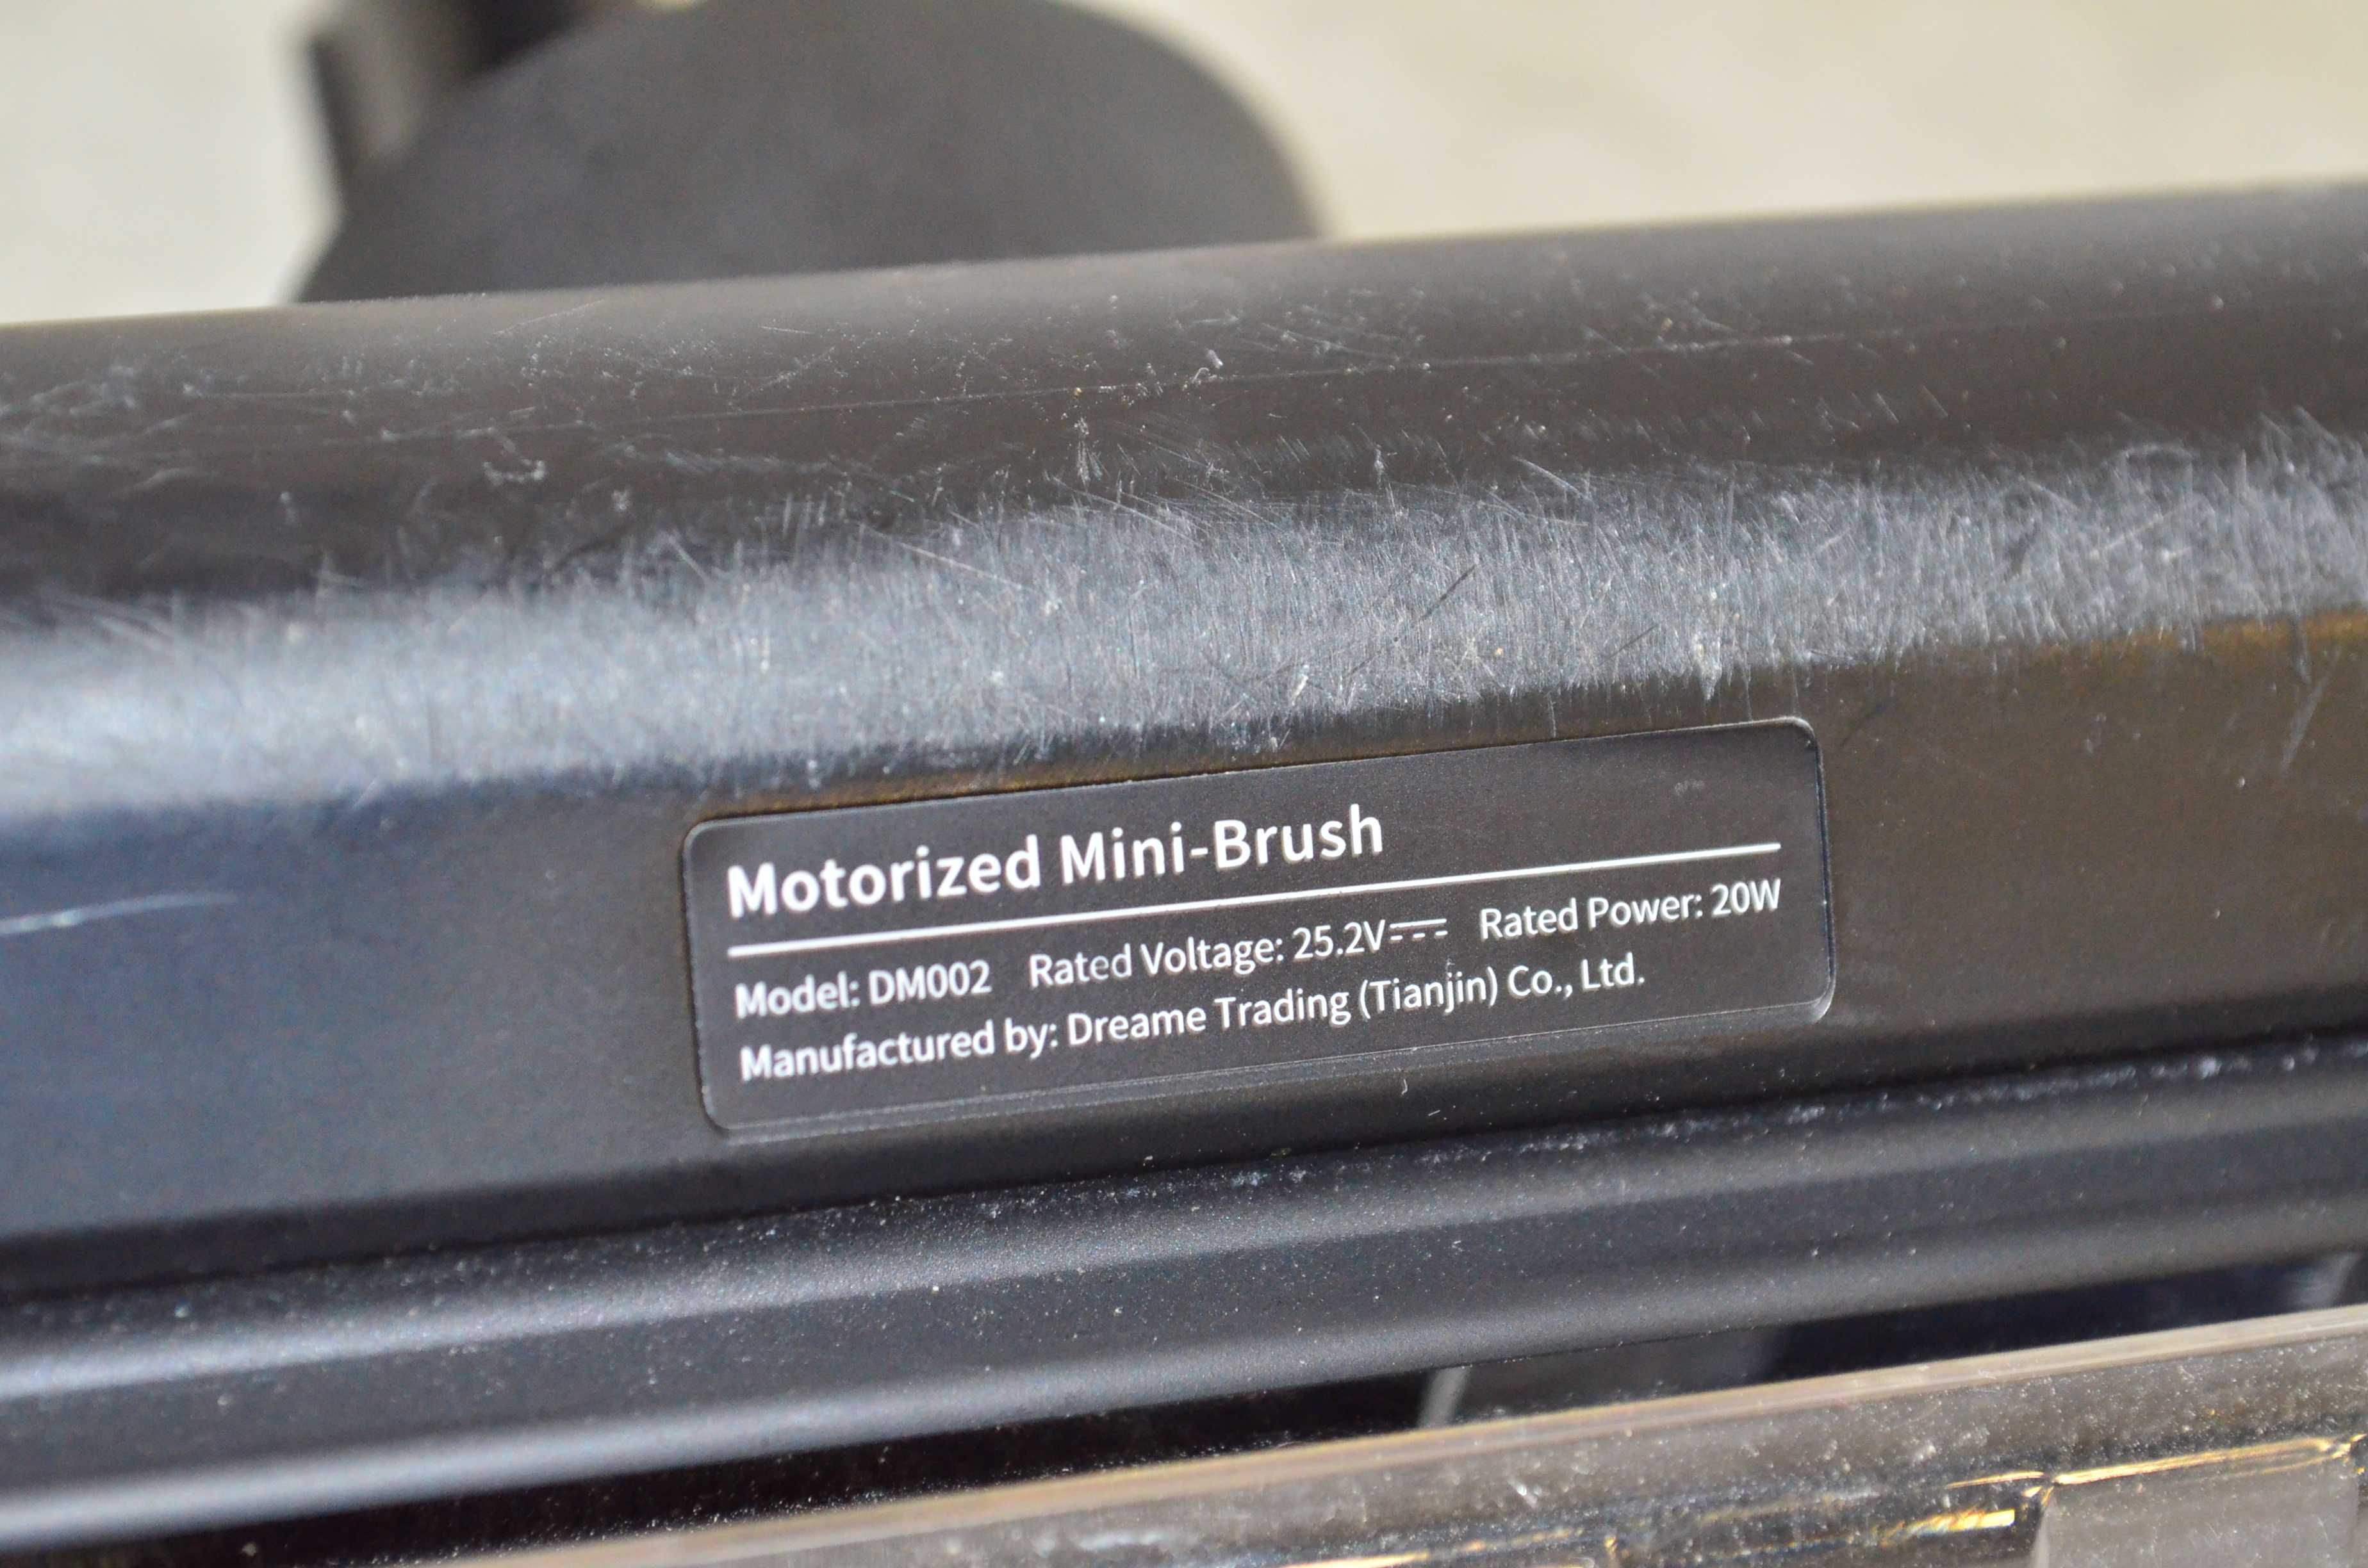 Motorized Mini-Brush
Model: DM002 Rated Voltage: 25.2V⎓ Rated Power: 20W
Manufactured by: Dreame Trading (Tianjin) Co., Ltd.